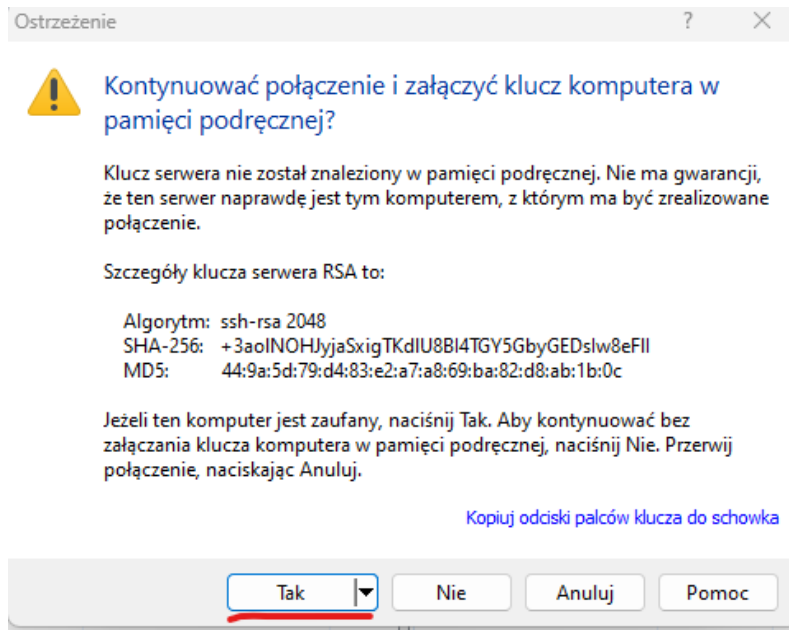 Ostrzeżenie
Kontynuować połączenie i załączyć klucz komputera w
pamięci podręcznej?
Klucz serwera nie został znaleziony w pamięci podręcznej. Nie ma gwarancji,
że ten serwer naprawdę jest tym komputerem, z którym ma być zrealizowane
połączenie.
Szczegóły klucza serwera RSA to:
Algorytm: ssh-rsa 2048
SHA-256: +3aolNOHJyjaSxigTKdIU8Bl4TGY5GbyGEDslw8eFlI
MD5: 44:9a:5d:79:d4:83:e2:a7:a8:69:ba:82:d8:ab:1b:0c
Jeżeli ten komputer jest zaufany, naciśnij Tak. Aby kontynuować bez
załączania klucza komputera w pamięci podręcznej, naciśnij Nie. Przerwij
połączenie, naciskając Anuluj.
Kopiuj odciski palców klucza do schowka
Tak Nie Anuluj Pomoc